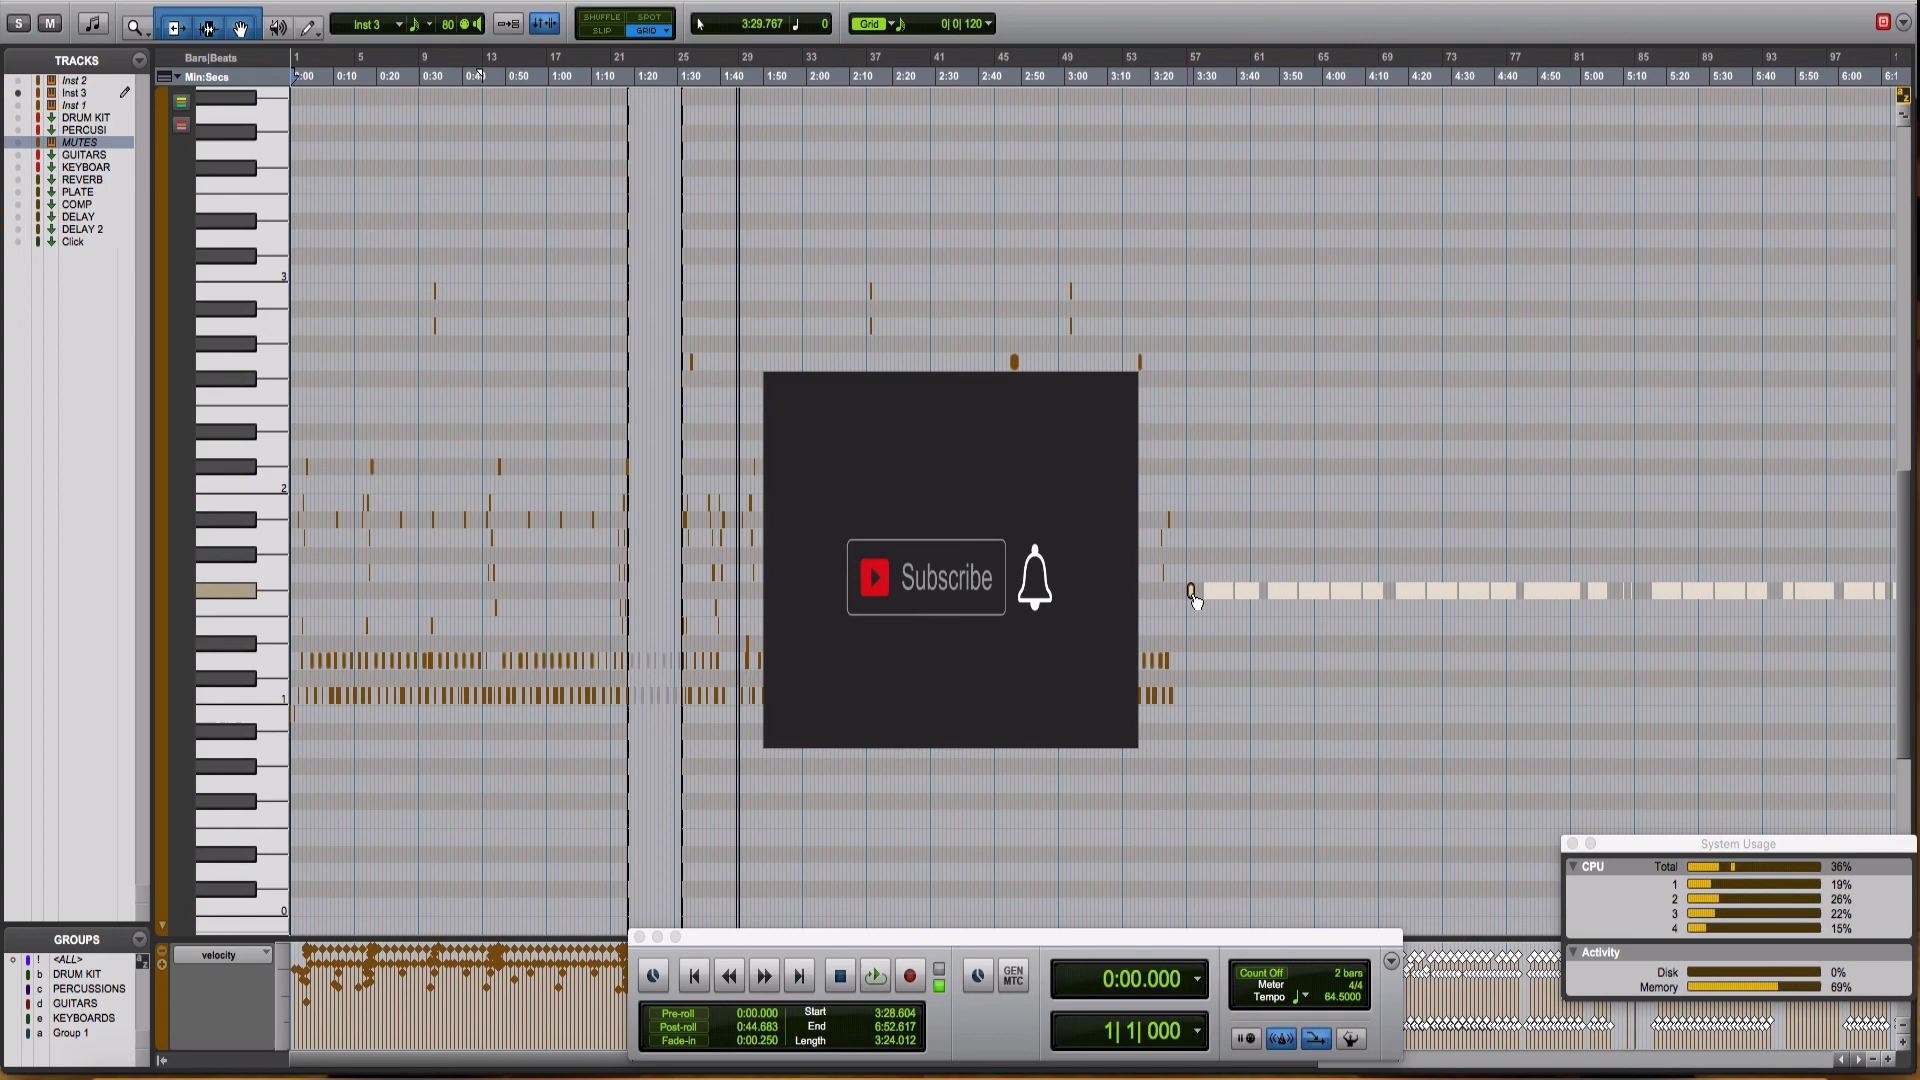 S M
Inst 3 80
SHUFFLE SPOT
SLIP GRID
3:29.767 0
Grid 0| 0| 120
TRACKS
Inst 2
Inst 3
Inst 1
DRUM KIT
PERCUSI
MUTES
GUITARS
KEYBOAR
REVERB
PLATE
COMP
DELAY
DELAY 2
Click
Bars|Beats 1 5 9 13 17 21 25 29 33 37 41 45 49 53 57 61 65 69 73 77 81 85 89 93 97 1
Min:Secs :00 0:10 0:20 0:30 0:50 1:00 1:10 1:20 1:30 1:40 1:50 2:00 2:10 2:20 2:30 2:40 2:50 3:00 3:10 3:20 3:30 3:40 3:50 4:00 4:10 4:20 4:30 4:40 4:50 5:00 5:10 5:20 5:30 5:40 5:50 6:00 6:1
a z
3
2
1
0
Subscribe
System Usage
CPU Total 36%
1 19%
2 26%
3 22%
4 15%
Activity
Disk 0%
Memory 69%
GROUPS
! <ALL>
b DRUM KIT
c PERCUSSIONS
d GUITARS
e KEYBOARDS
a Group 1
a z
velocity
GEN
MTC
0:00.000
1| 1| 000
Count Off 2 bars
Meter 4/4
Tempo 64.5000
Pre-roll 0:00.000 Start 3:28.604
Post-roll 0:44.683 End 6:52.617
Fade-in 0:00.250 Length 3:24.012